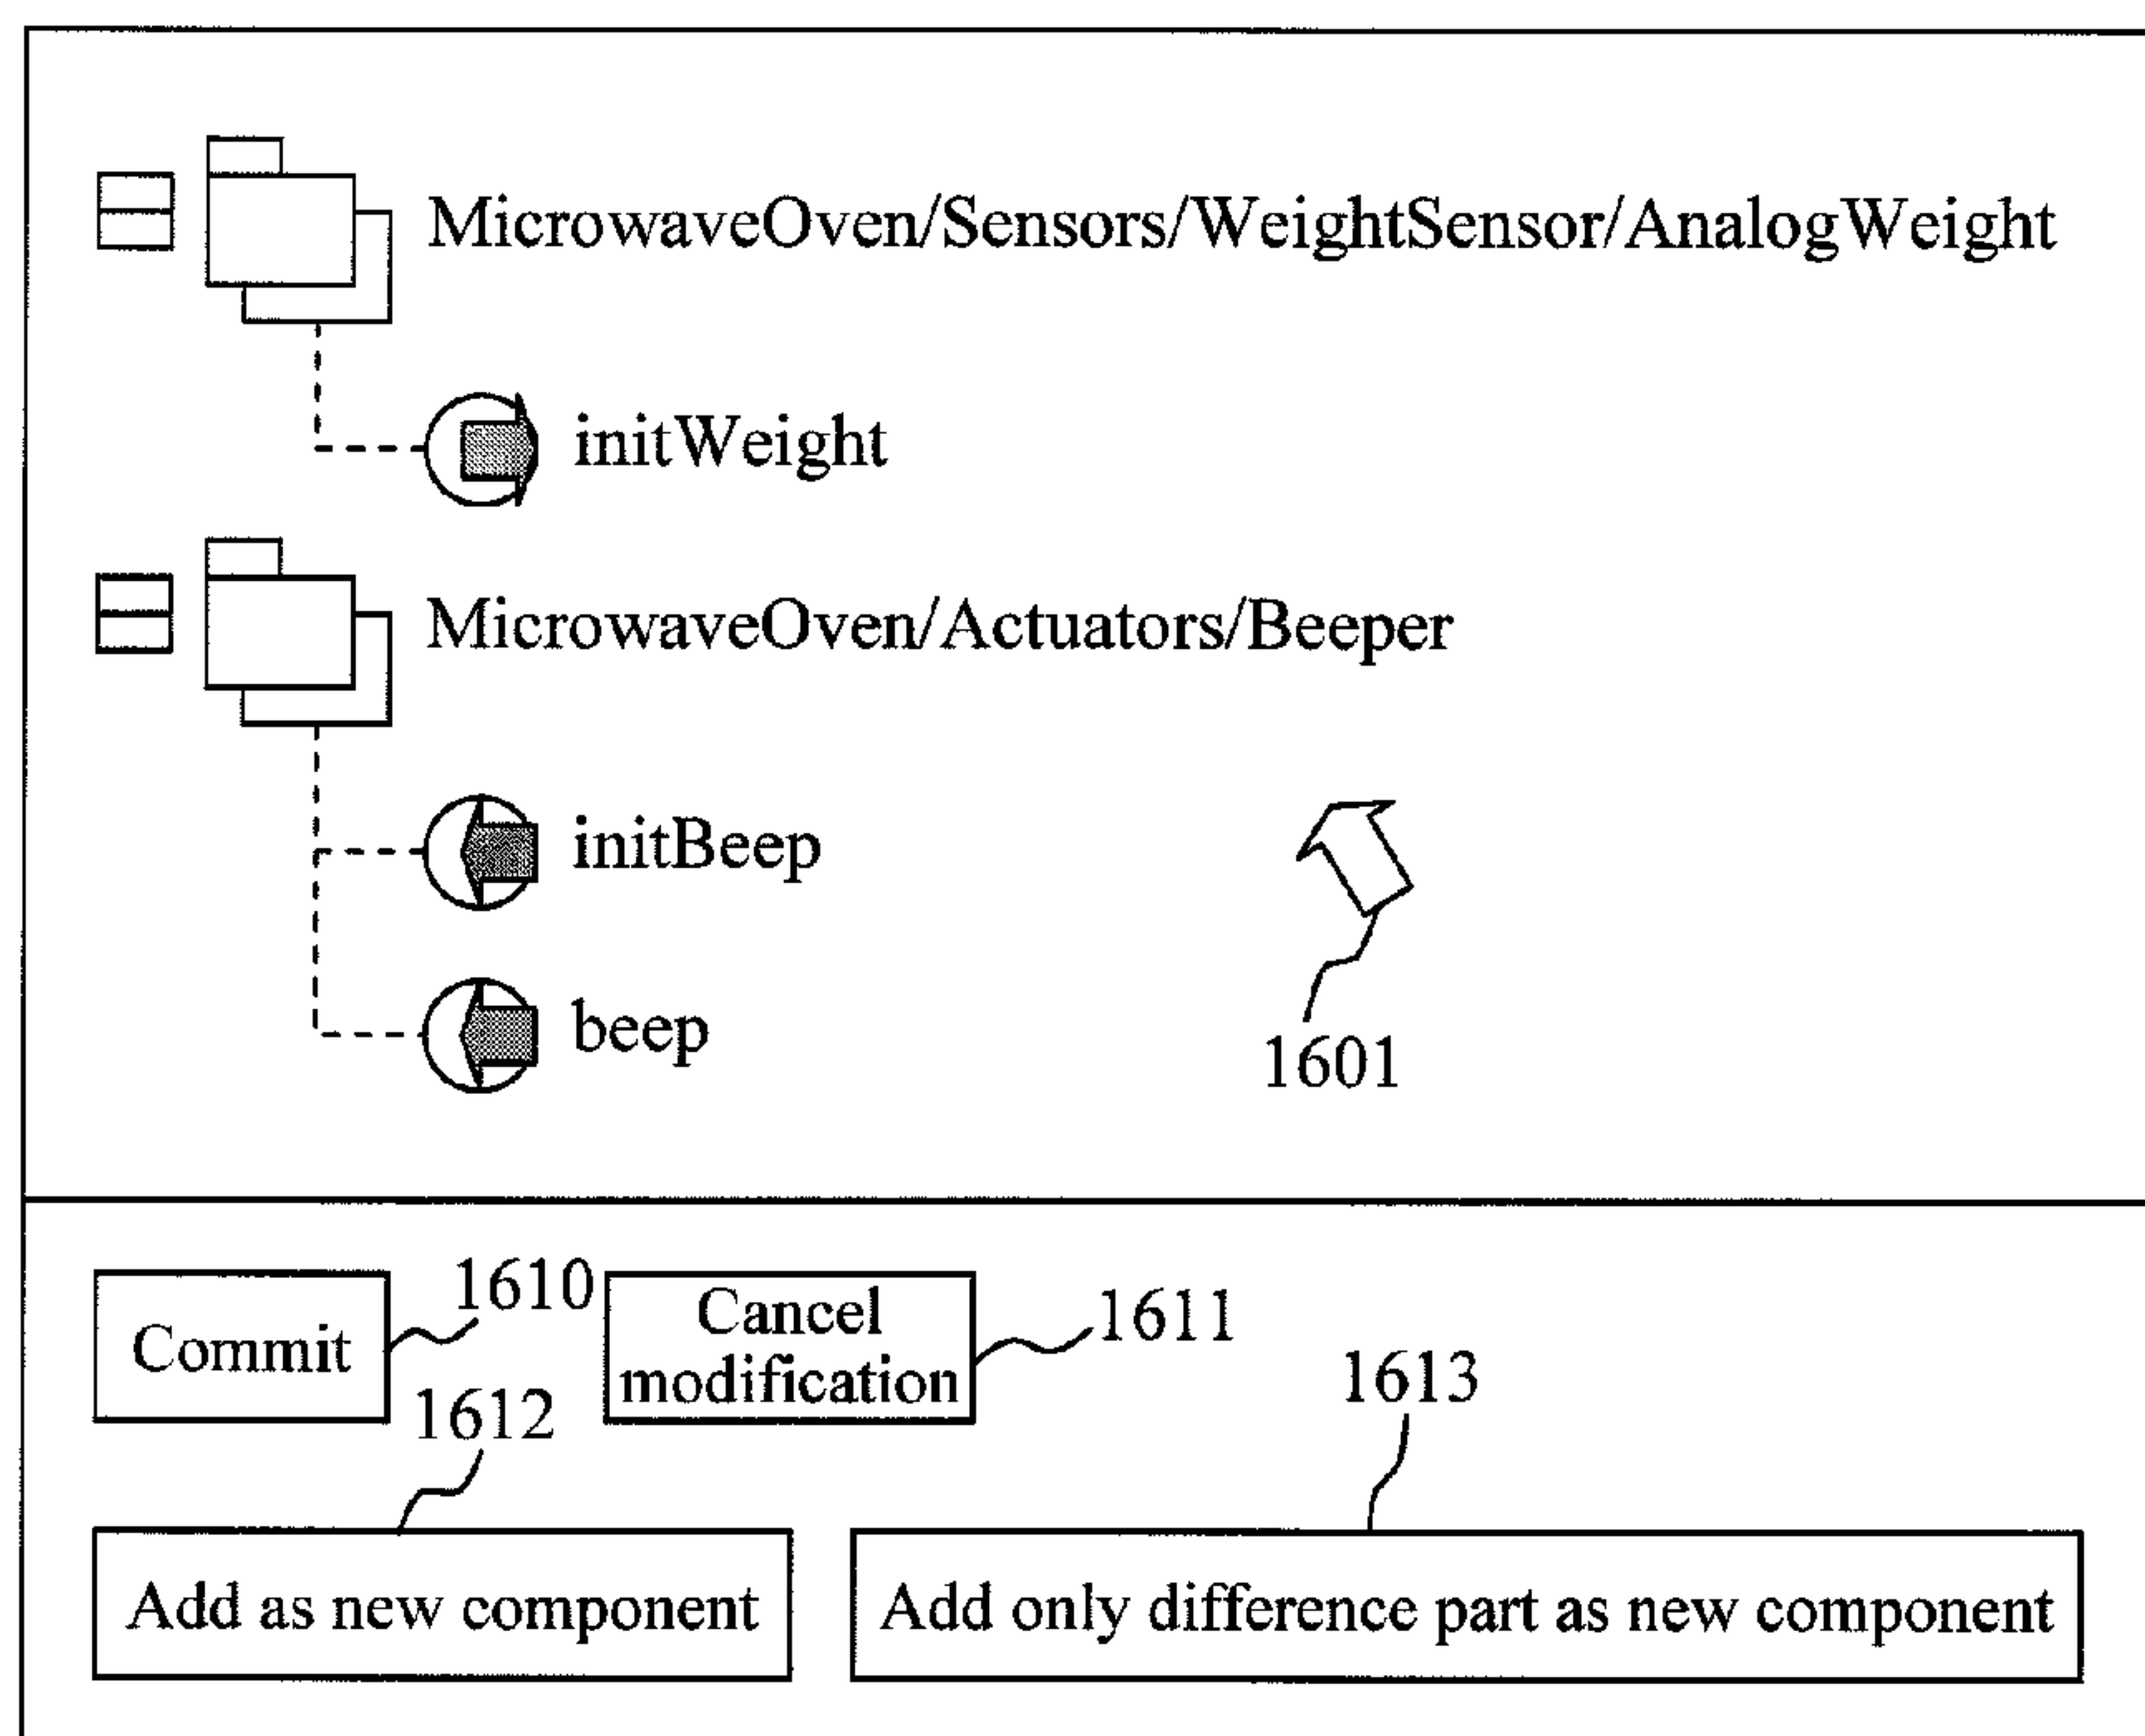 MicrowaveOven/Sensors/WeightSensor/AnalogWeight
initWeight
MicrowaveOven/Actuators/Beeper
initBeep
beep
1601
Commit
1610
Cancel
modification
1611
1612
1613
Add as new component
Add only difference part as new component